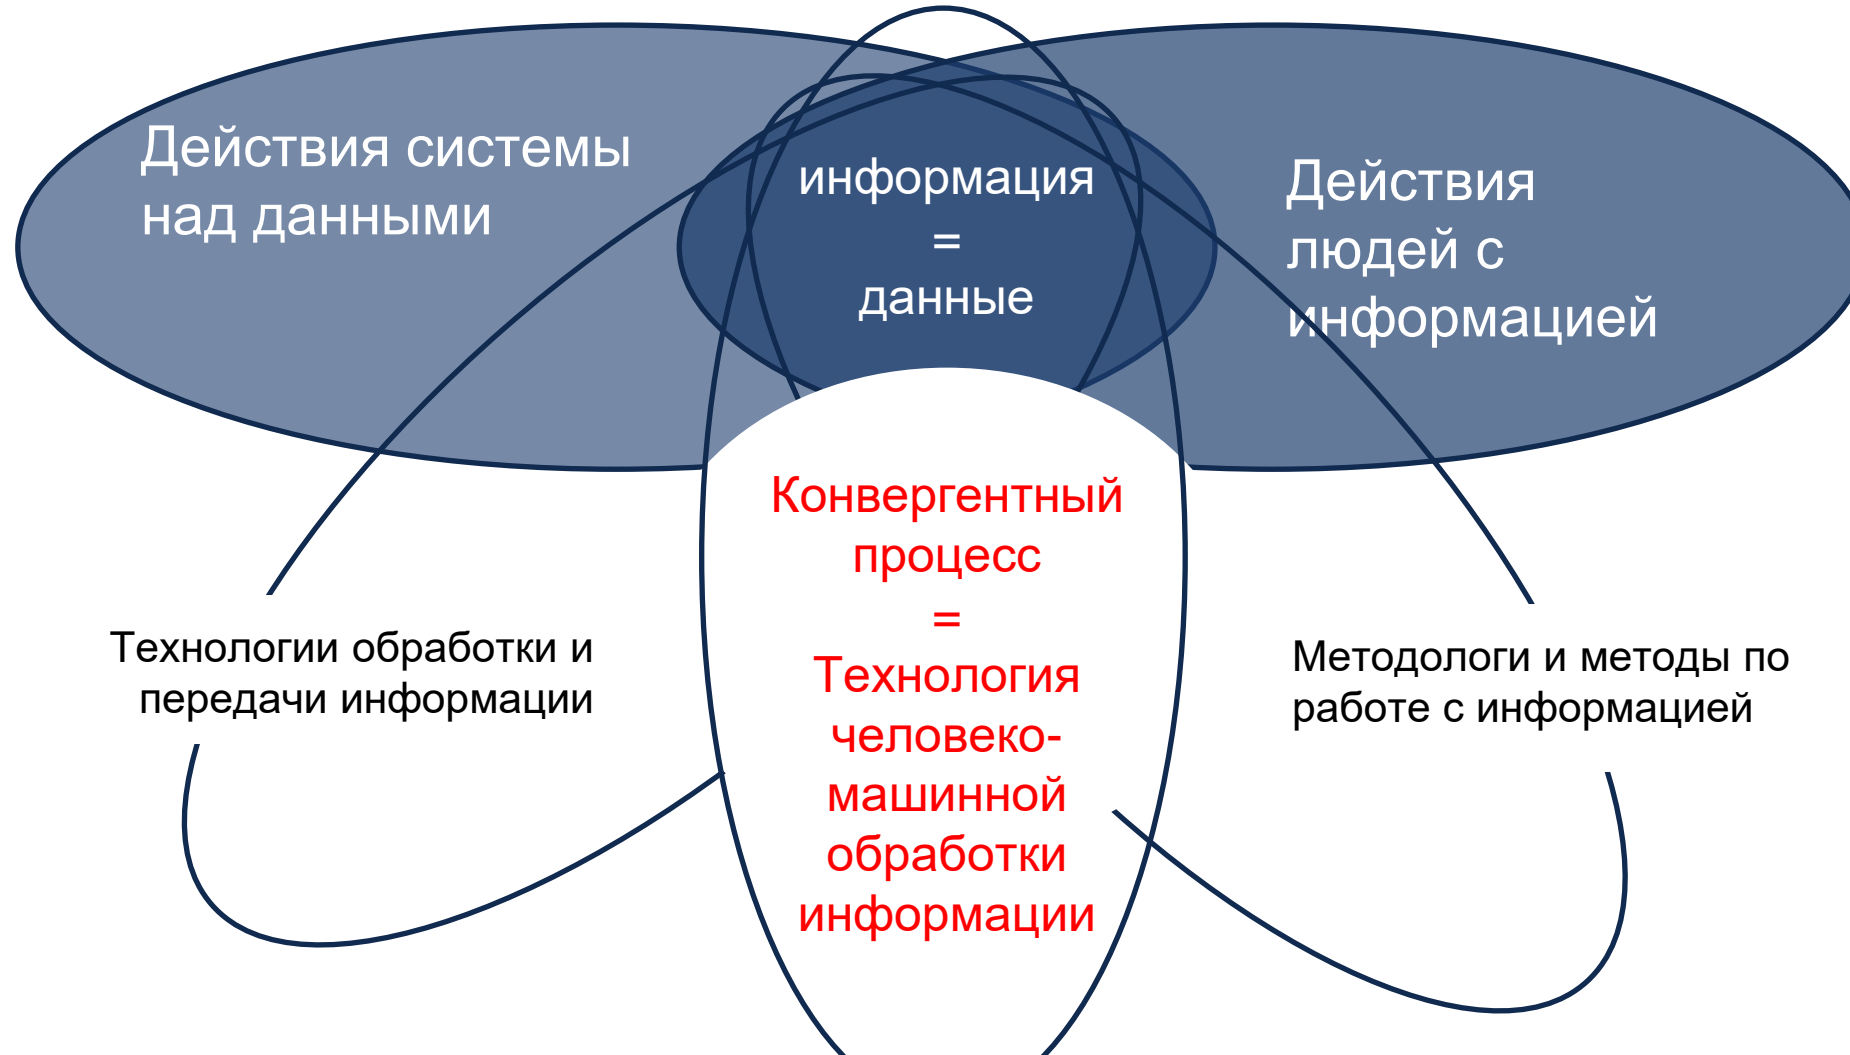 Действия системы
над данными
информация
=
данные
Действия
людей с
информацией
Конвергентный
процесс
=
Технология
человеко-
машинной
обработки
информации
Технологии обработки и
передачи информации
Методологи и методы по
работе с информацией